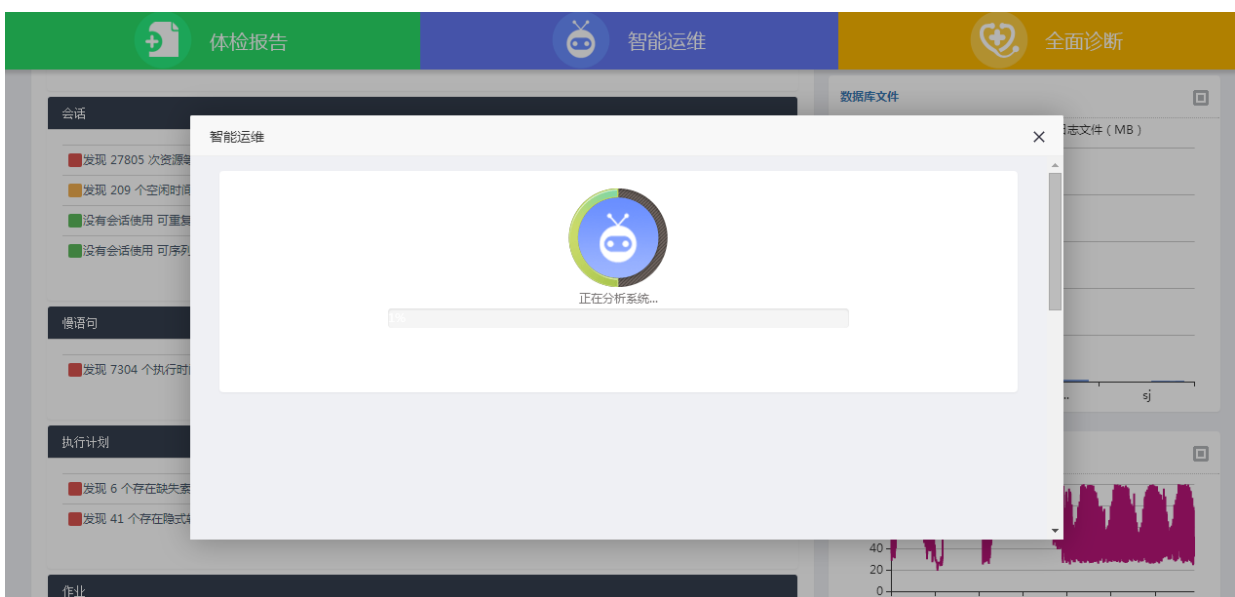 体检报告
智能运维
全面诊断
会话
发现 27805 次资源
发现 209 个空闲时间
没有会话使用 可重复
没有会话使用 可序列
慢语句
发现 7304 个执行时
执行计划
发现 6 个存在缺失索
发现 41 个存在隐式
作业
智能运维
正在分析系统...
1%
数据库文件
志文件 ( MB )
..
sj
40
20
0